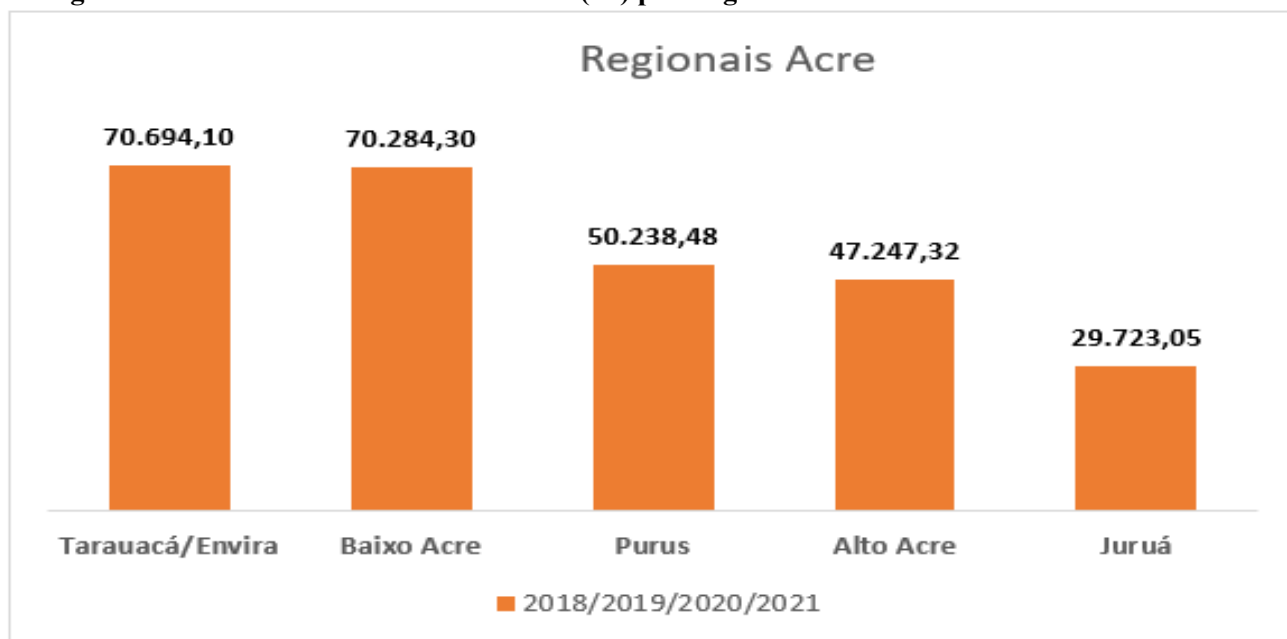 Regionais Acre
70.694,10
70.284,30
50.238,48
47.247,32
29.723,05
Tarauacá/Envira
Baixo Acre
Purus
Alto Acre
Juruá
2018/2019/2020/2021